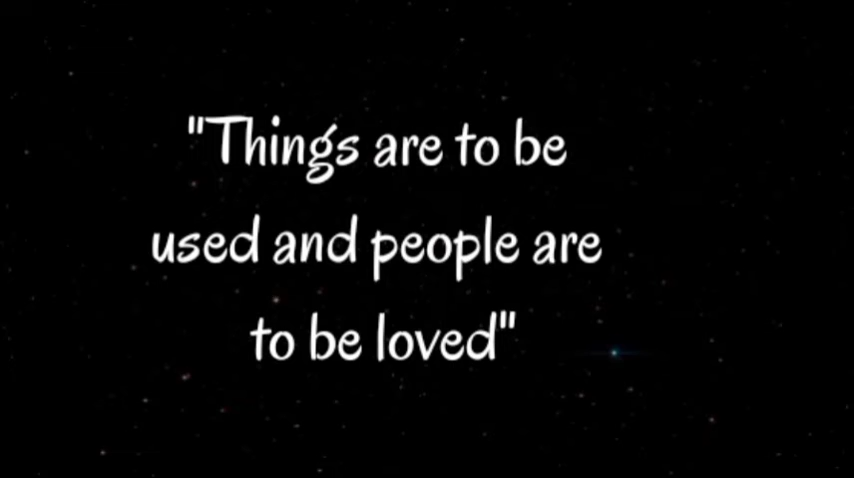 "Things are to be
used and people are
to be loved"